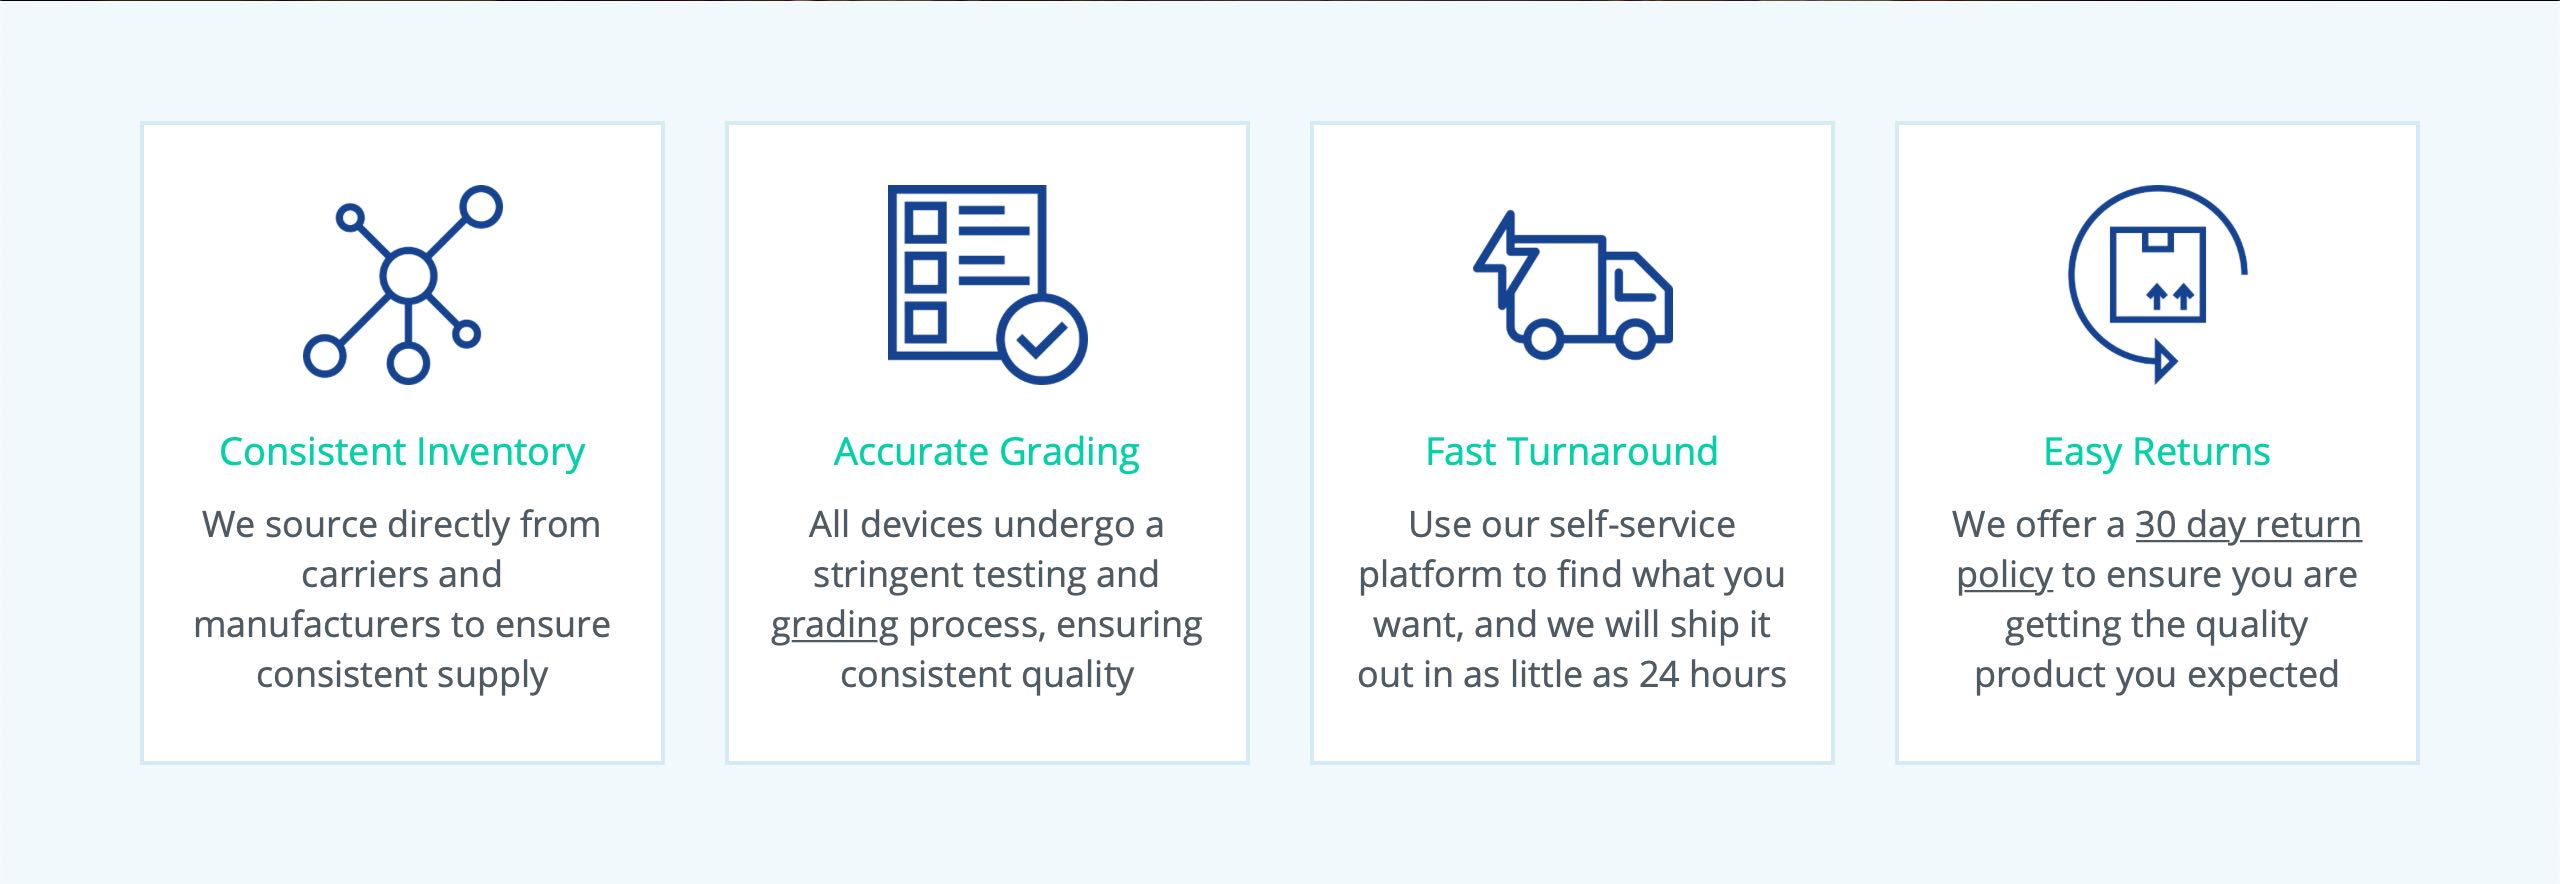 Consistent Inventory
We source directly from
carriers and
manufacturers to ensure
consistent supply
Accurate Grading
All devices undergo a
stringent testing and
grading process, ensuring
consistent quality
Fast Turnaround
Use our self-service
platform to find what you
want, and we will ship it
out in as little as 24 hours
Easy Returns
We offer a 30 day return
policy to ensure you are
getting the quality
product you expected